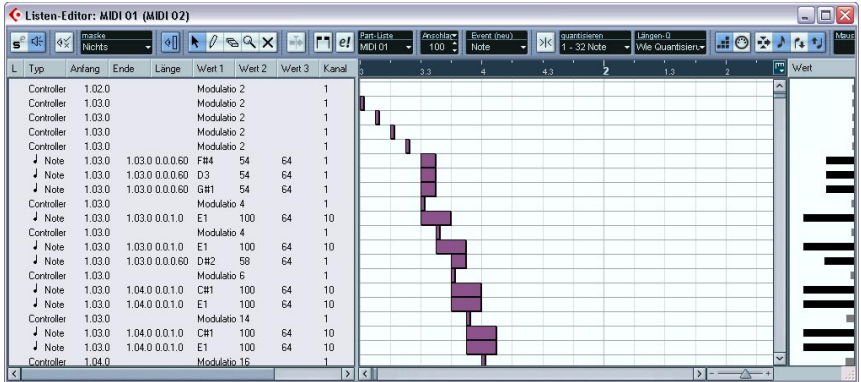 Listen-Editor: MIDI 01 (MIDI 02)
maske Part-Liste Anschlag Event (neu) quantisieren Längen-Q Maus
Nichts MIDI 01 100 Note 1 - 32 Note Wie Quantisieru
L Typ Anfang Ende Länge Wert 1 Wert 2 Wert 3 Kanal 3 3.3 4 4.3 2 1.3 2 Wert
Controller 1.02.0 Modulatio 2 1
Controller 1.03.0 Modulatio 2 1
Controller 1.03.0 Modulatio 2 1
Controller 1.03.0 Modulatio 2 1
Controller 1.03.0 Modulatio 2 1
Note 1.03.0 1.03.0 0.0.0.60 F#4 54 64 1
Note 1.03.0 1.03.0 0.0.0.60 D3 54 64 1
Note 1.03.0 1.03.0 0.0.0.60 G#1 54 64 1
Controller 1.03.0 Modulatio 4 1
Note 1.03.0 1.03.0 0.0.1.0 E1 100 64 10
Controller 1.03.0 Modulatio 4 1
Note 1.03.0 1.03.0 0.0.1.0 E1 100 64 10
Note 1.03.0 1.03.0 0.0.0.60 D#2 58 64 1
Controller 1.03.0 Modulatio 6 1
Note 1.03.0 1.04.0 0.0.1.0 C#1 100 64 10
Note 1.03.0 1.04.0 0.0.1.0 E1 100 64 10
Controller 1.03.0 Modulatio 14 1
Note 1.03.0 1.04.0 0.0.1.0 C#1 100 64 10
Note 1.03.0 1.04.0 0.0.1.0 E1 100 64 10
Controller 1.04.0 Modulatio 16 1